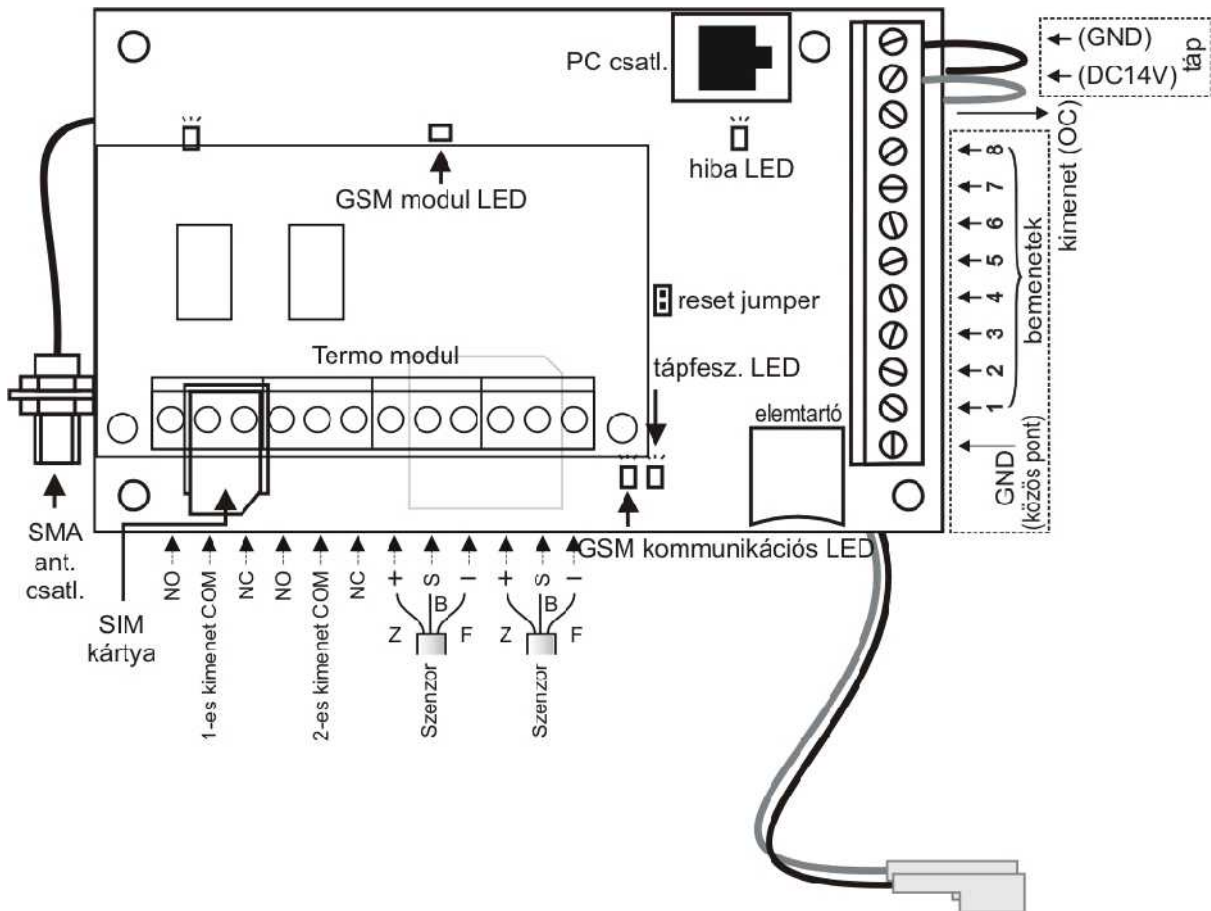 PC csatl.
(GND)
(DC14V)
táp
kimenet (OC)
hiba LED
GSM modul LED
8
7
6
5
4
3
2
1
bemenetek
reset jumper
Termo modul
tápfesz. LED
elemtartó
GND
(közös pont)
SMA
ant.
csatl.
SIM
kártya
GSM kommunikációs LED
NO
1-es kimenet COM
NC
NO
2-es kimenet COM
NC
+
S
–
+
S
–
Z
B
F
Z
B
F
Szenzor
Szenzor